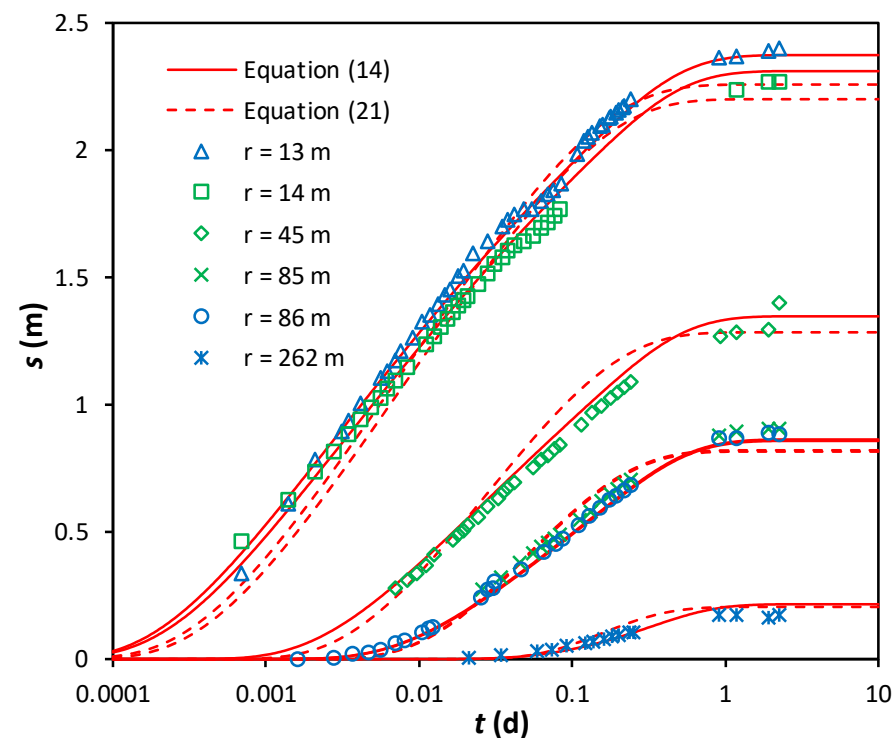 2.5
2
1.5
1
0.5
0
s (m)
Equation (14)
Equation (21)
r = 13 m
r = 14 m
r = 45 m
r = 85 m
r = 86 m
r = 262 m
0.0001
0.001
0.01
0.1
1
10
t (d)